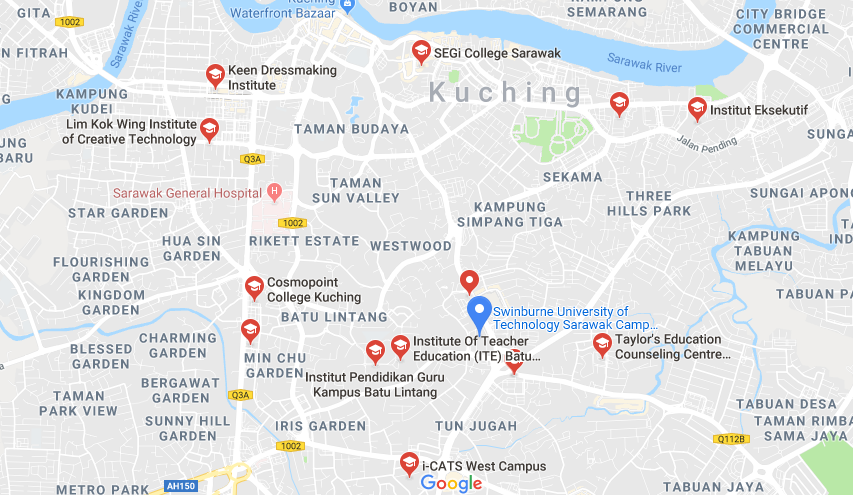 GITA
1002
Sarawak River
Kuching
Waterfront Bazaar
KAMPUNG
GERSIK
KAMPUNG
SEMARANG
CITY BRIDGE
COMMERCIAL
CENTRE
AN FITRAH
SEGi College Sarawak
Sarawak River
Keen Dressmaking
Institute
KAMPUNG
KUDEI
Kuching
Institut Eksekutif
Lim Kok Wing Institute
of Creative Technology
TAMAN BUDAYA
Jalan Pending
SUNGA
NG
BARU
Q3A
SEKAMA
Sarawak General Hospital
H
TAMAN
SUN VALLEY
THREE
HILLS PARK
SUNGAI APONG
STAR GARDEN
1002
KAMPUNG
SIMPANG TIGA
HUA SIN
GARDEN
RIKETT ESTATE
WESTWOOD
KAMPUNG
TABUAN
MELAYU
TABUA
IND
FLOURISHING
GARDEN
KINGDOM
GARDEN
Cosmopoint
College Kuching
TABUAN P
BATU LINTANG
Swinburne University of
Technology Sarawak Camp...
CHARMING
GARDEN
BLESSED
GARDEN
MIN CHU
GARDEN
Institute Of Teacher
Education (ITE) Batu...
Taylor's Education
Counseling Centre...
Institut Pendidikan Guru
Kampus Batu Lintang
BERGAWAT
GARDEN
TAMAN
PARK VIEW
Q3A
TABUAN DESA
SUNNY HILL
GARDEN
IRIS GARDEN
TUN JUGAH
TAMAN RIMBA
SAMA JAYA
1002
Q112B
i-CATS West Campus
METRO PARK
AH150
Google